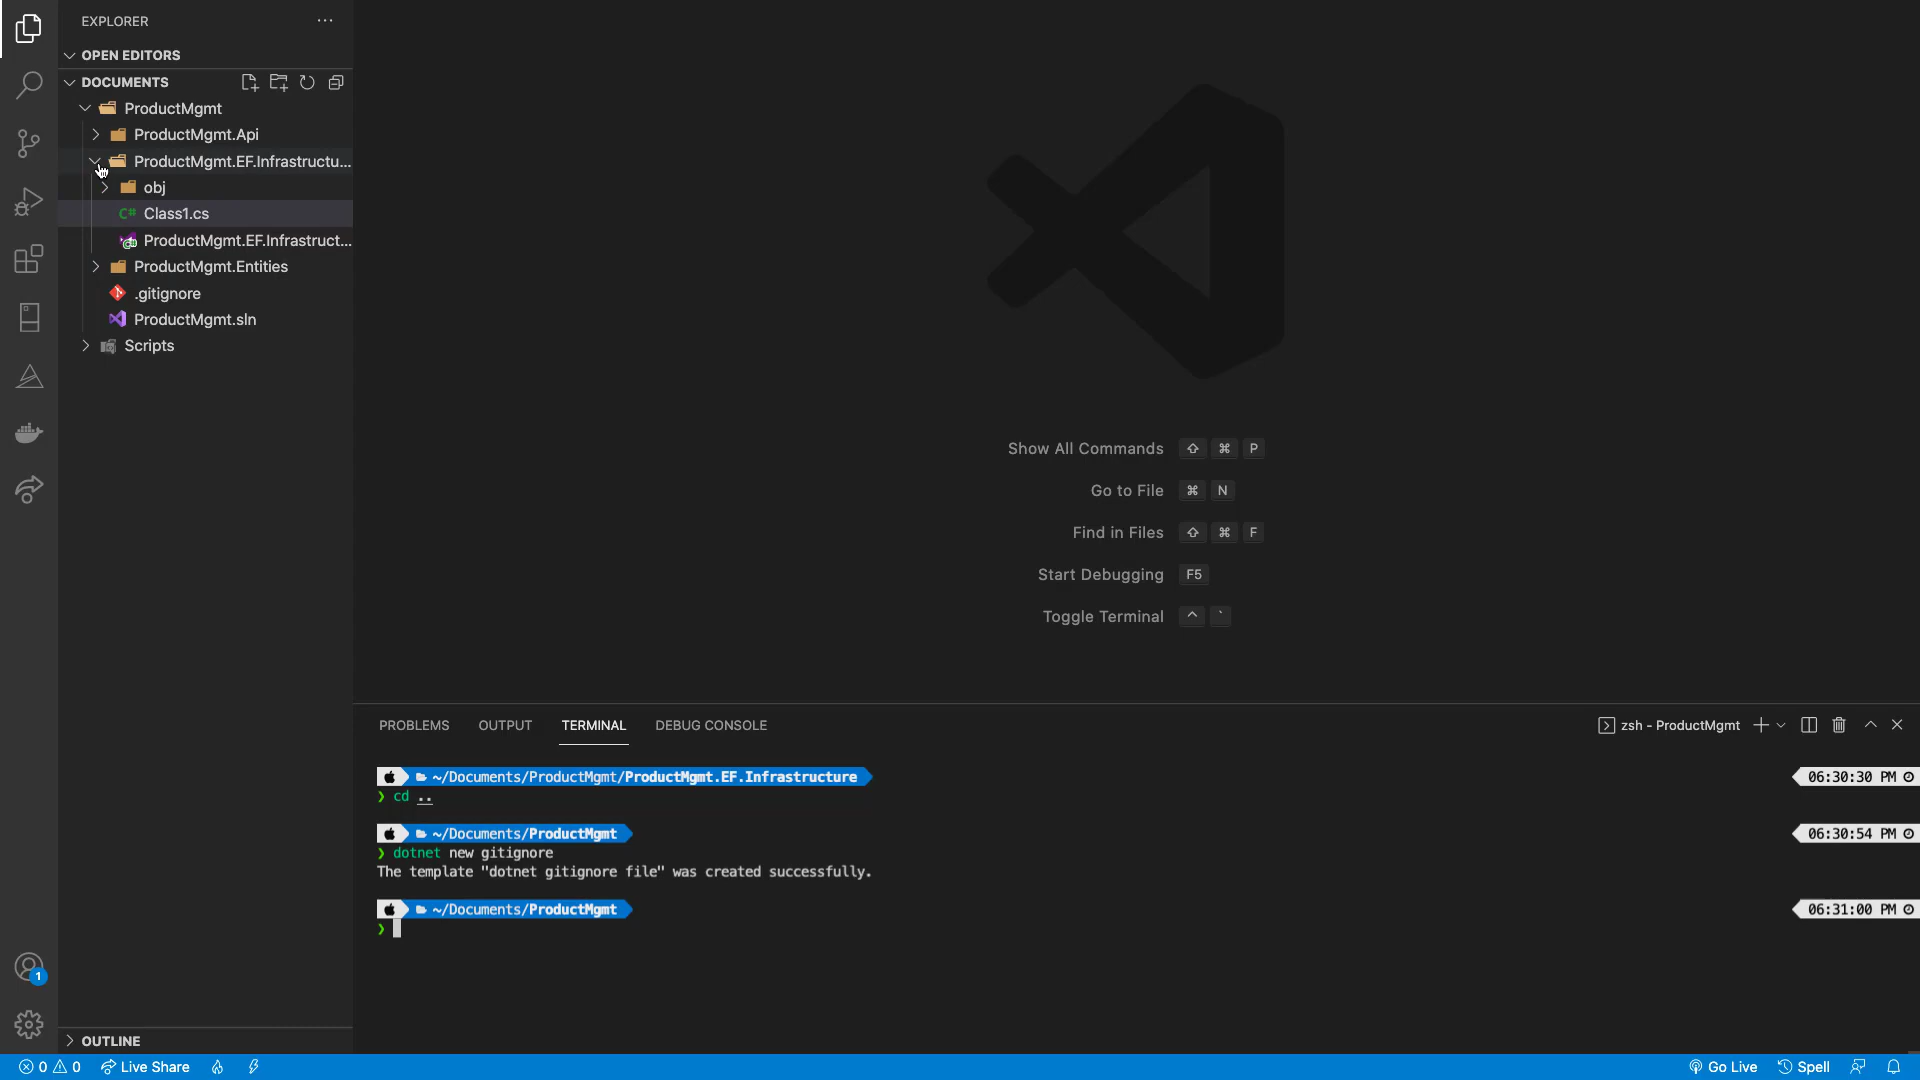 EXPLORER
OPEN EDITORS
DOCUMENTS
ProductMgmt
ProductMgmt.Api
ProductMgmt.EF.Infrastructu...
obj
Class1.cs
ProductMgmt.EF.Infrastruct...
ProductMgmt.Entities
.gitignore
ProductMgmt.sln
Scripts
OUTLINE
Show All Commands ⇧ ⌘ P
Go to File ⌘ N
Find in Files ⇧ ⌘ F
Start Debugging F5
Toggle Terminal ^ `
PROBLEMS OUTPUT TERMINAL DEBUG CONSOLE zsh - ProductMgmt
~/Documents/ProductMgmt/ProductMgmt.EF.Infrastructure 06:30:30 PM
❯ cd ..
~/Documents/ProductMgmt 06:30:54 PM
❯ dotnet new gitignore
The template "dotnet gitignore file" was created successfully.
~/Documents/ProductMgmt 06:31:00 PM
❯
1
0 0 Live Share Go Live Spell